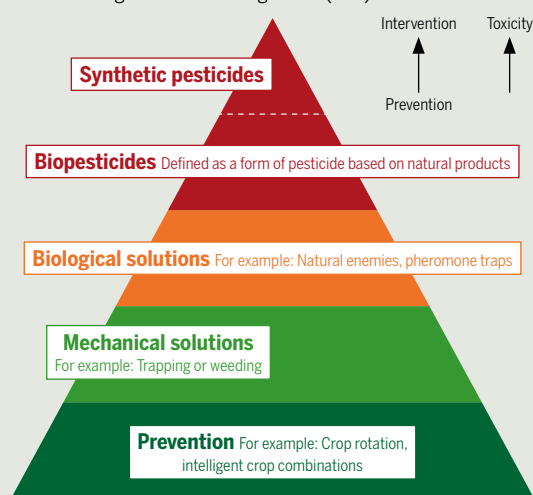 Intervention
Toxicity
Synthetic pesticides
Prevention
Biopesticides Defined as a form of pesticide based on natural products
Biological solutions For example: Natural enemies, pheromone traps
Mechanical solutions
For example: Trapping or weeding
Prevention For example: Crop rotation,
intelligent crop combinations